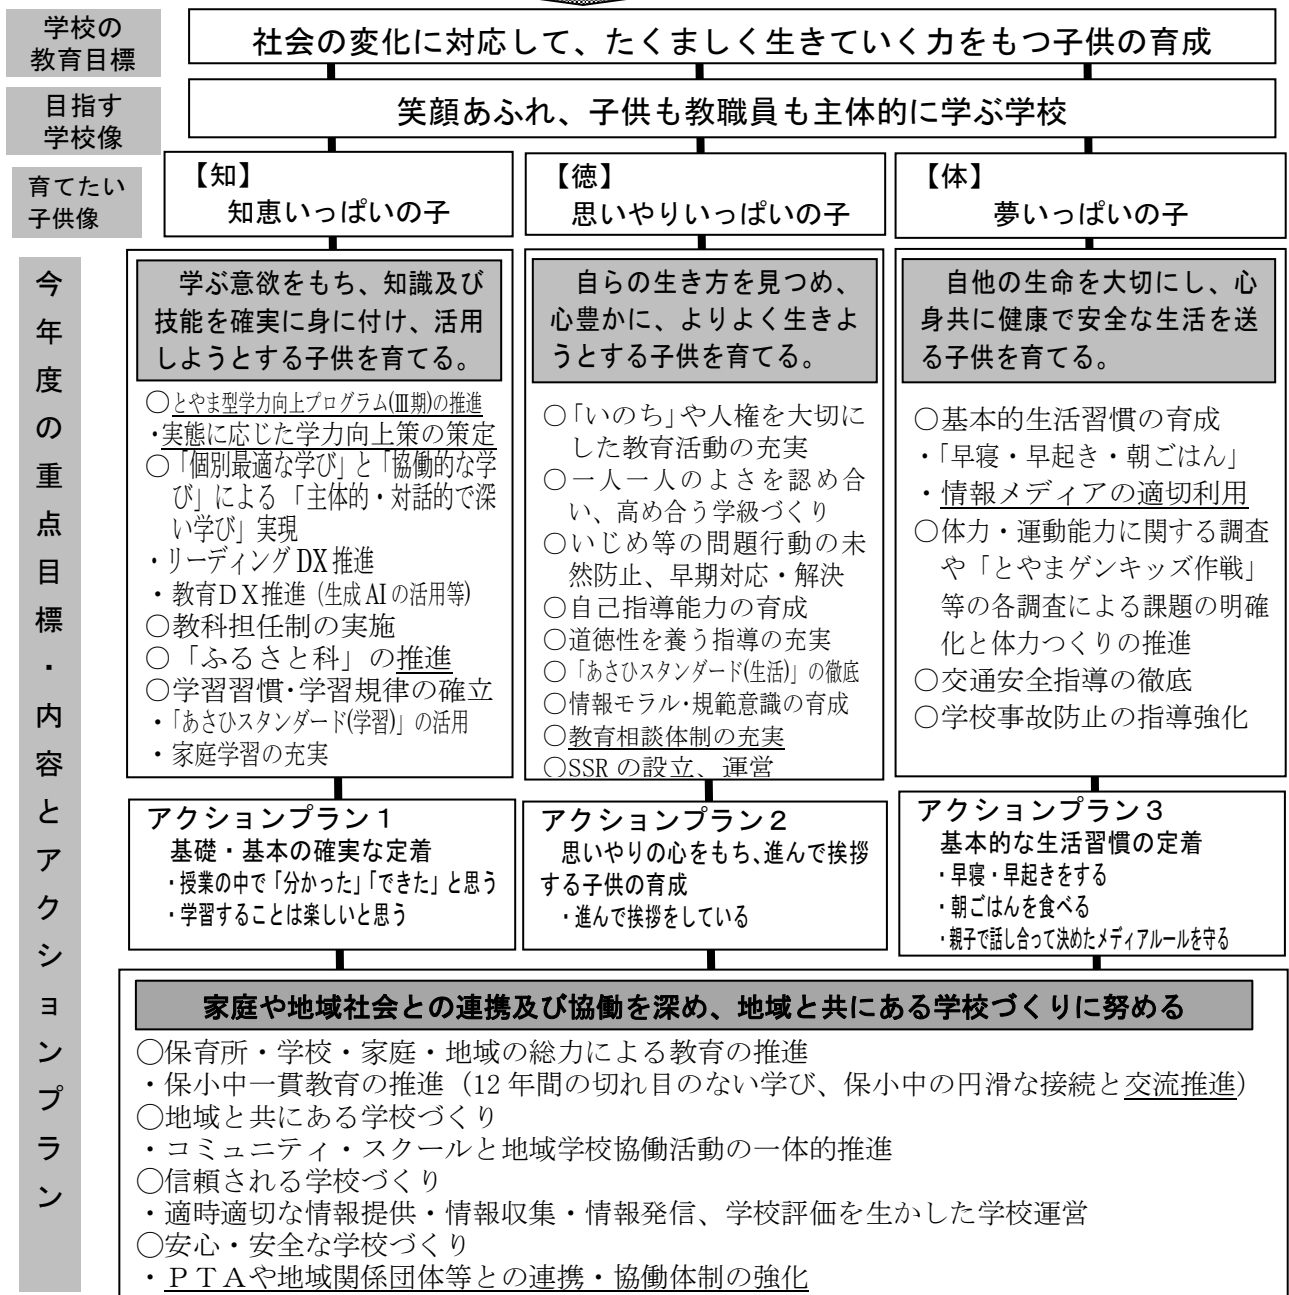 学校の
教育目標
社会の変化に対応して、たくましく生きていく力をもつ子供の育成
目指す
学校像
笑顔あふれ、子供も教職員も主体的に学ぶ学校
育てたい
子供像
【知】
知恵いっぱいの子
【徳】
思いやりいっぱいの子
【体】
夢いっぱいの子
今年度の重点目標・内容とアクションプラン
学ぶ意欲をもち、知識及び
技能を確実に身に付け、活用
しようとする子供を育てる。
○とやま型学力向上プログラム(Ⅲ期)の推進
・実態に応じた学力向上策の策定
○「個別最適な学び」と「協働的な学
び」による 「主体的・対話的で深
い学び」実現
・リーディング DX 推進
・教育ＤＸ推進（生成 AI の活用等）
○教科担任制の実施
○「ふるさと科」の推進
○学習習慣・学習規律の確立
・「あさひスタンダード(学習)」の活用
・家庭学習の充実
自らの生き方を見つめ、
心豊かに、よりよく生きよ
うとする子供を育てる。
○「いのち」や人権を大切に
した教育活動の充実
○一人一人のよさを認め合
い、高め合う学級づくり
○いじめ等の問題行動の未
然防止、早期対応・解決
○自己指導能力の育成
○道徳性を養う指導の充実
○「あさひスタンダード(生活)」の徹底
○情報モラル・規範意識の育成
○教育相談体制の充実
○SSR の設立、運営
自他の生命を大切にし、心
身共に健康で安全な生活を送
る子供を育てる。
○基本的生活習慣の育成
・「早寝・早起き・朝ごはん」
・情報メディアの適切利用
○体力・運動能力に関する調査
や「とやまゲンキッズ作戦」
等の各調査による課題の明確
化と体力つくりの推進
○交通安全指導の徹底
○学校事故防止の指導強化
アクションプラン１
基礎・基本の確実な定着
・授業の中で「分かった」「できた」と思う
・学習することは楽しいと思う
アクションプラン２
思いやりの心をもち、進んで挨拶
する子供の育成
・進んで挨拶をしている
アクションプラン３
基本的な生活習慣の定着
・早寝・早起きをする
・朝ごはんを食べる
・親子で話し合って決めたメディアルールを守る
家庭や地域社会との連携及び協働を深め、地域と共にある学校づくりに努める
○保育所・学校・家庭・地域の総力による教育の推進
・保小中一貫教育の推進（12 年間の切れ目のない学び、保小中の円滑な接続と交流推進）
○地域と共にある学校づくり
・コミュニティ・スクールと地域学校協働活動の一体的推進
○信頼される学校づくり
・適時適切な情報提供・情報収集・情報発信、学校評価を生かした学校運営
○安心・安全な学校づくり
・ＰＴＡや地域関係団体等との連携・協働体制の強化